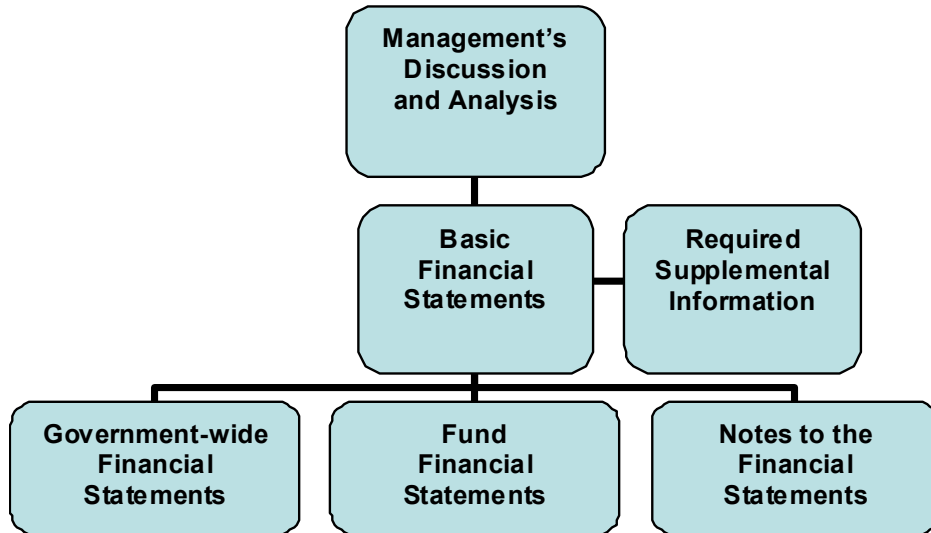 Management’s
Discussion
and Analysis
Basic
Financial
Statements
Required
Supplemental
Information
Government-wide
Financial
Statements
Fund
Financial
Statements
Notes to the
Financial
Statements